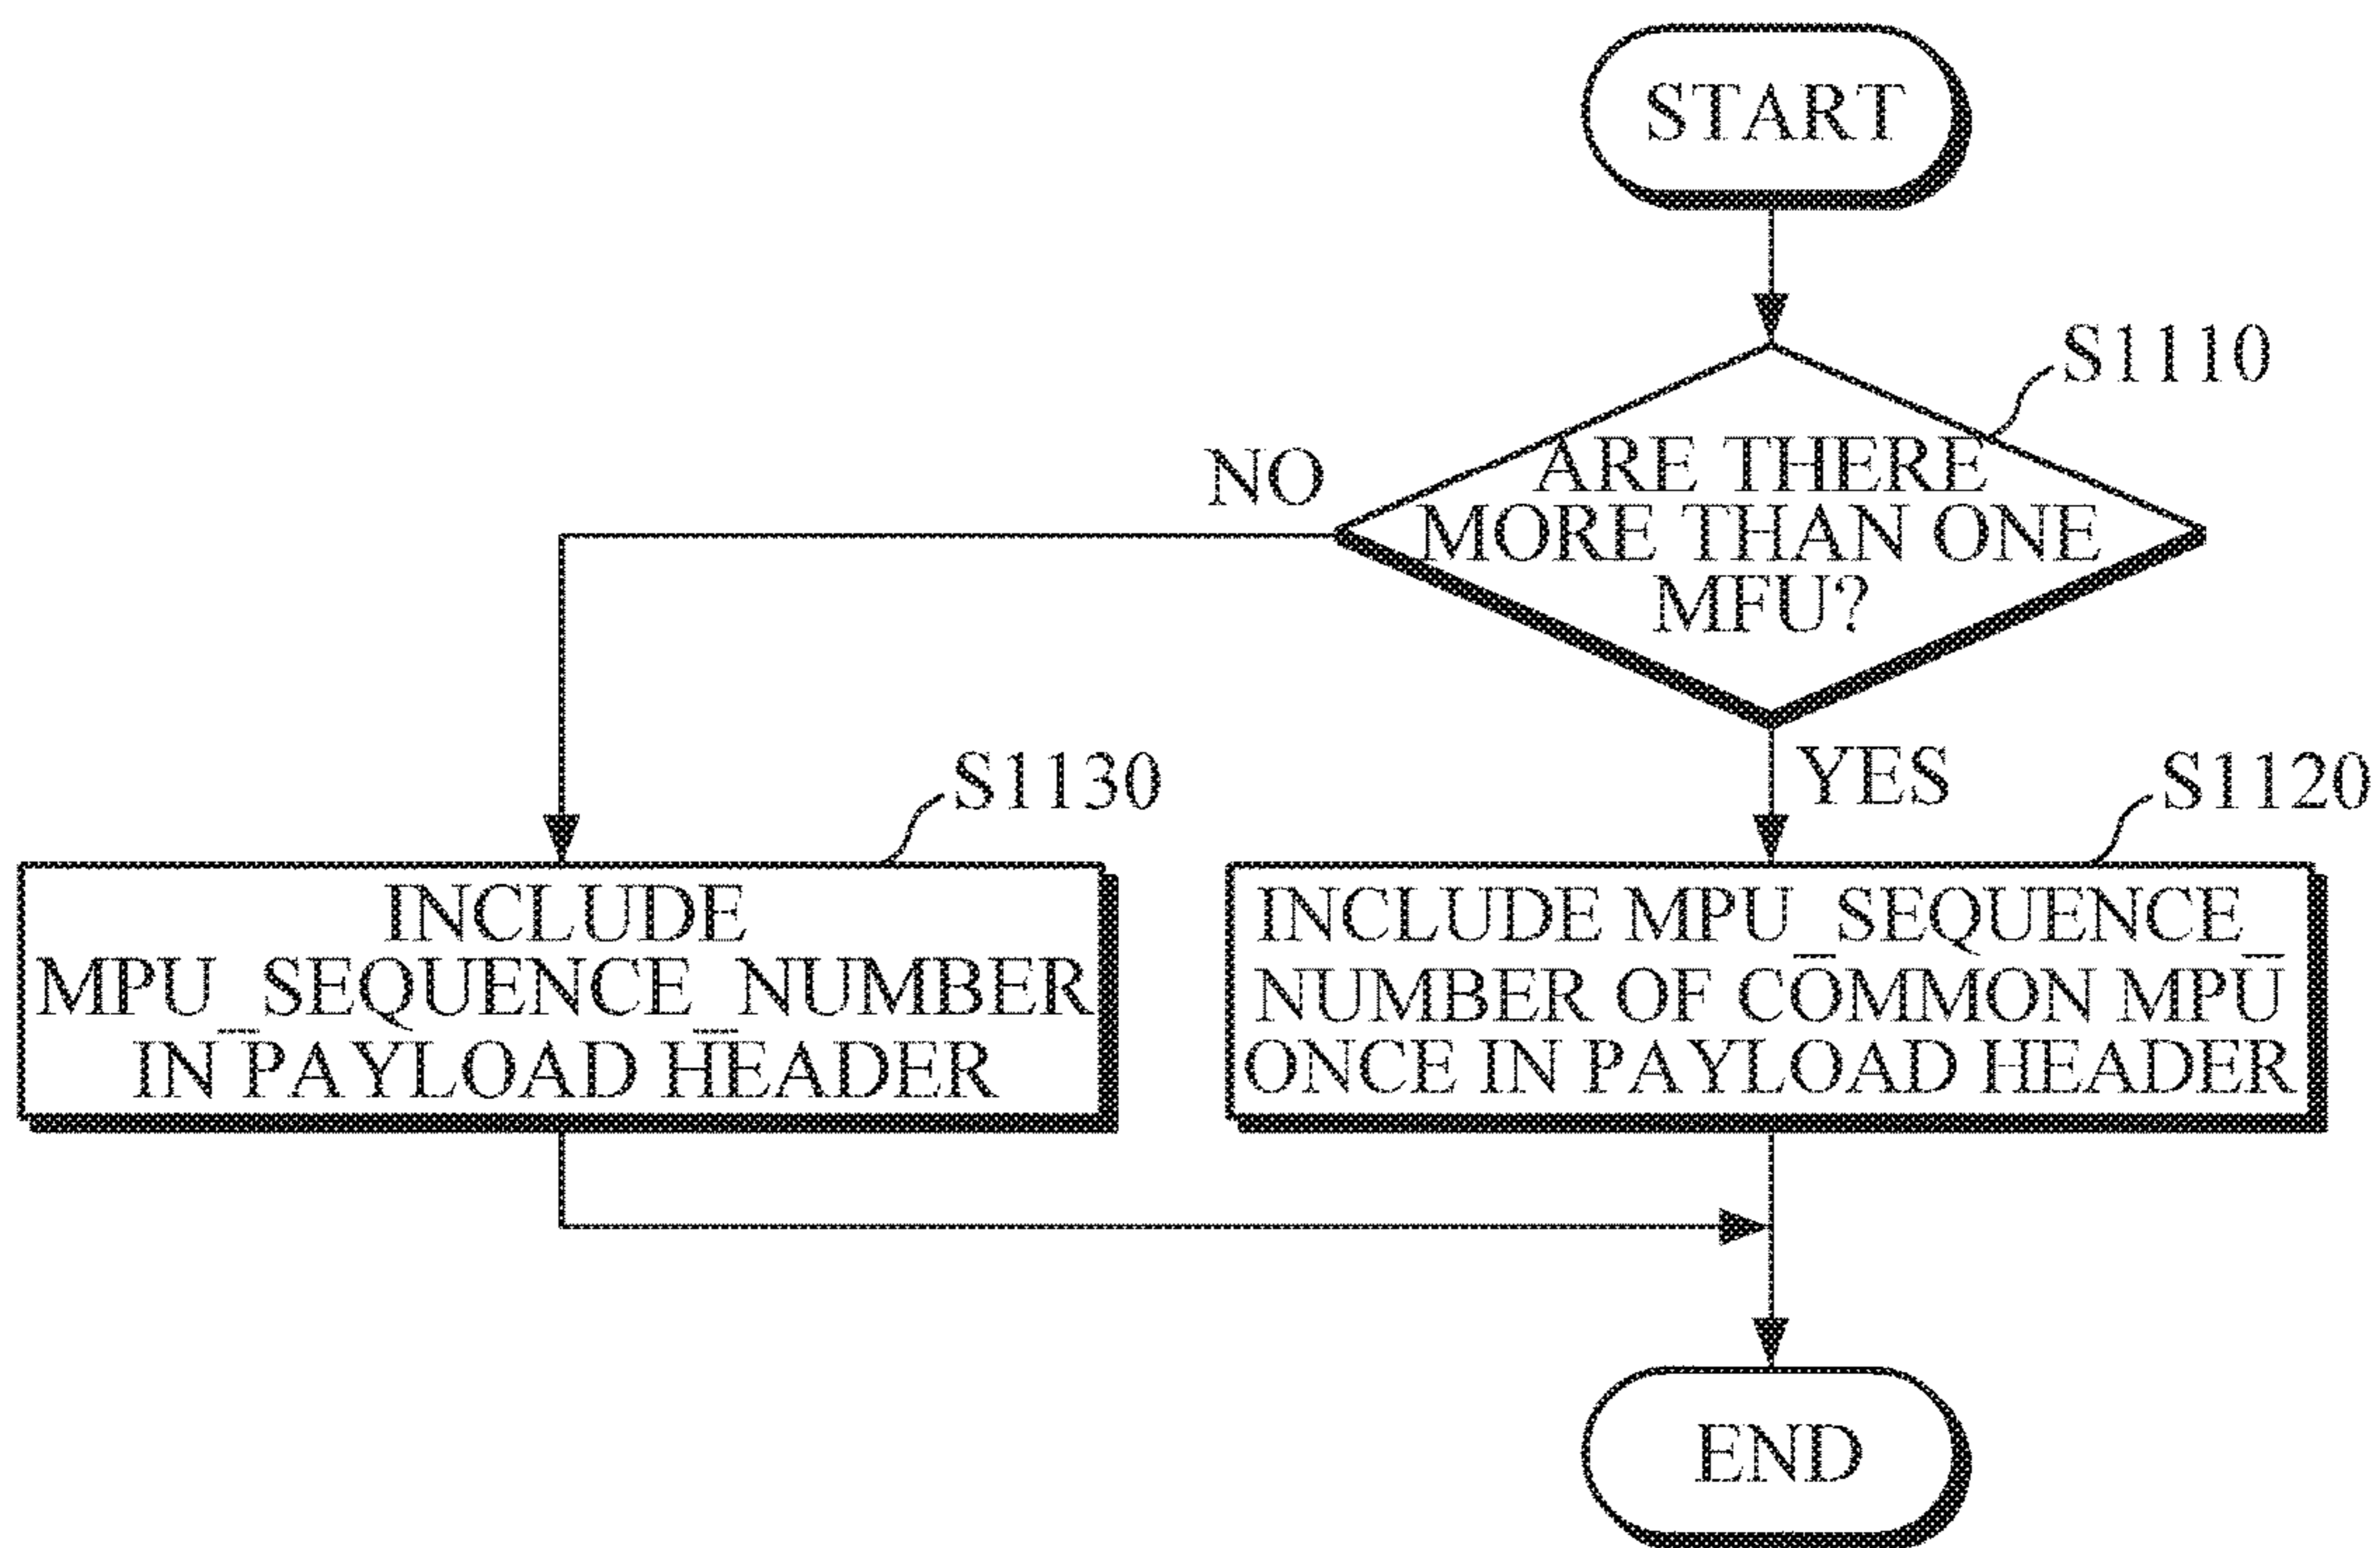 START
S1110
ARE THERE
MORE THAN ONE
MFU?
NO
YES
S1130
S1120
INCLUDE
MPU_SEQUENCE_NUMBER
IN PAYLOAD HEADER
INCLUDE MPU_SEQUENCE_
NUMBER OF COMMON MPU
ONCE IN PAYLOAD HEADER
END